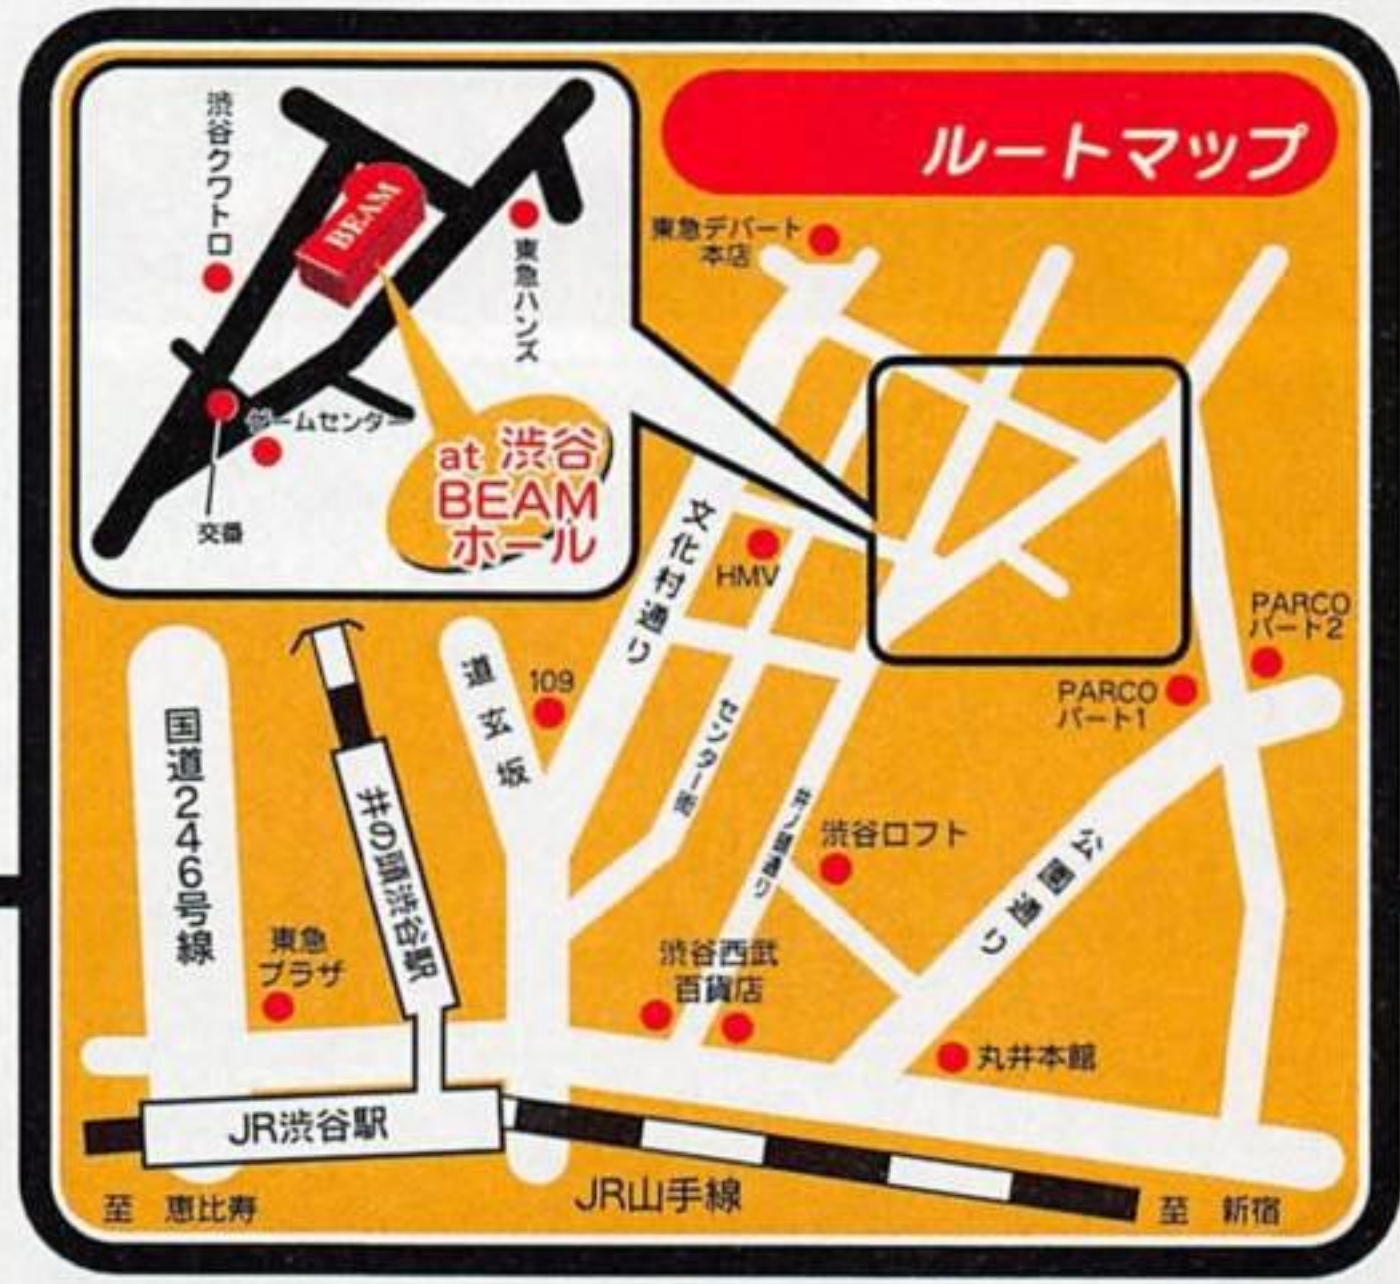 ルートマップ
渋谷クワトロ
BEAM
東急ハンズ
ゲームセンター
交番
at 渋谷
BEAM
ホール
東急デパート
本店
文化村通り
HMV
PARCO
パート2
PARCO
パート1
道玄坂
109
センター街
井ノ頭通り
渋谷ロフト
公園通り
国道246号線
井の頭渋谷駅
東急
プラザ
渋谷西武
百貨店
丸井本館
JR渋谷駅
JR山手線
至 恵比寿
至 新宿